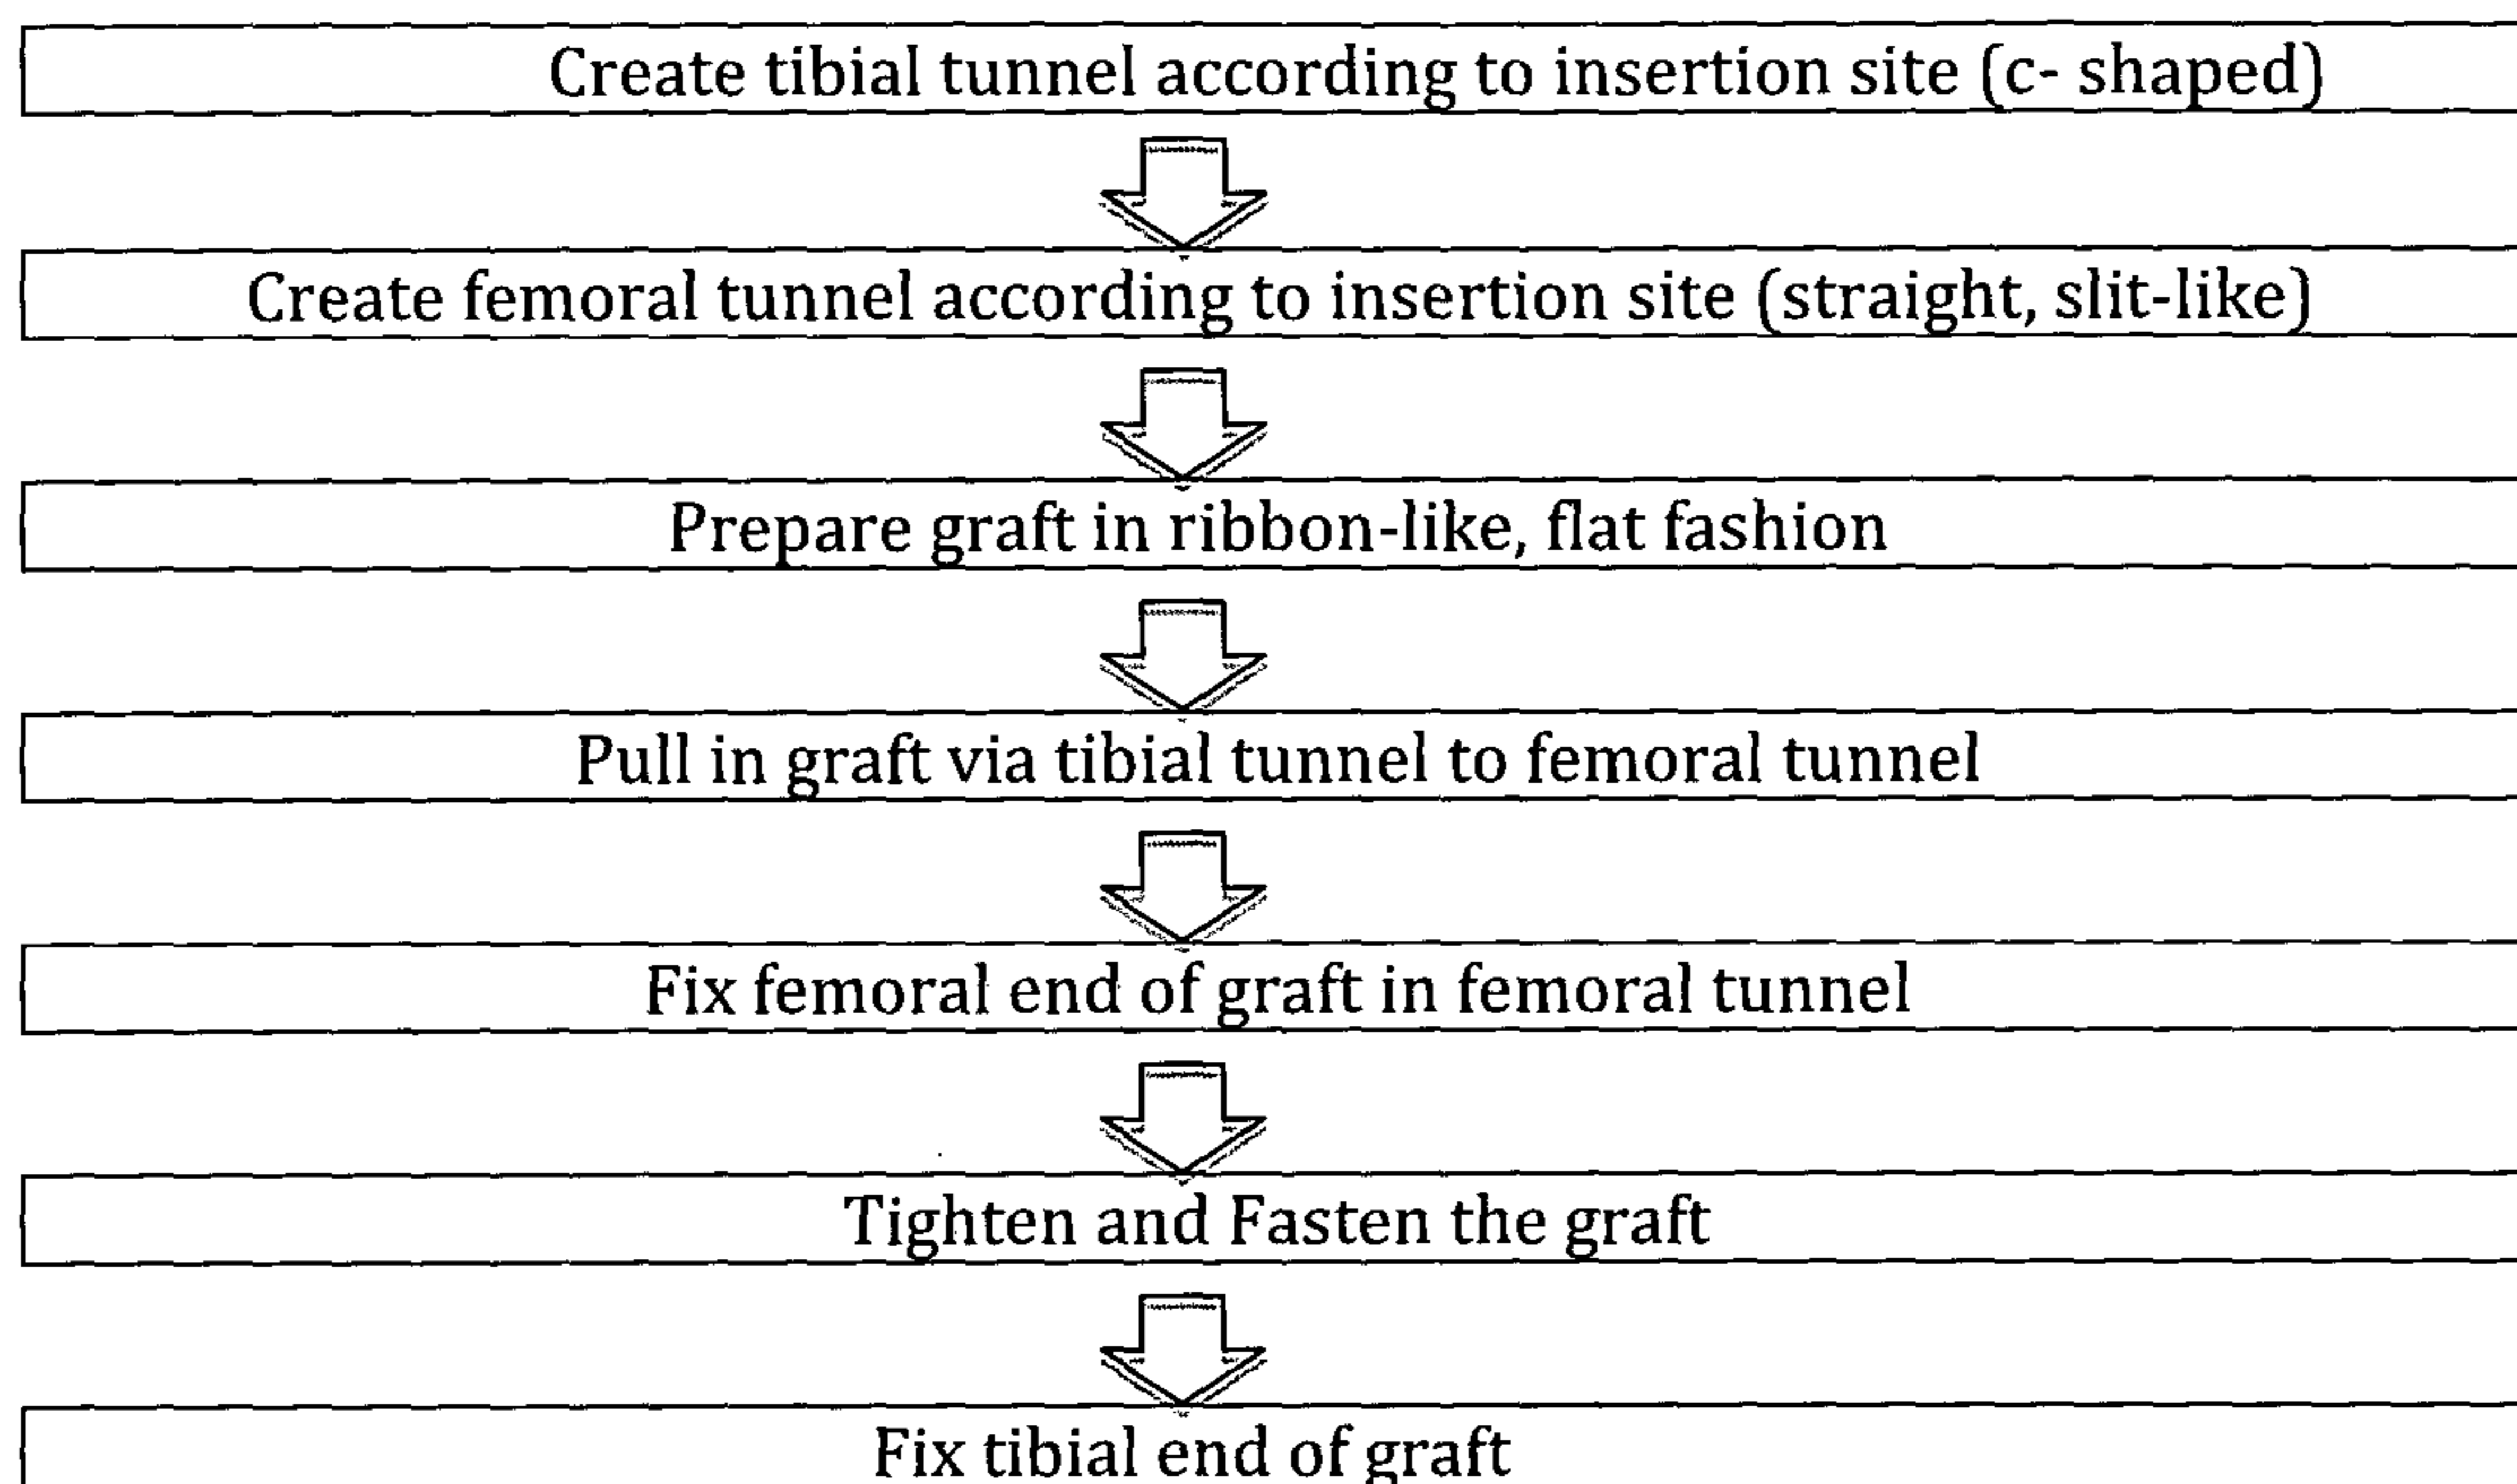 Create tibial tunnel according to insertion site (c- shaped)
Create femoral tunnel according to insertion site (straight, slit-like)
Prepare graft in ribbon-like, flat fashion
Pull in graft via tibial tunnel to femoral tunnel
Fix femoral end of graft in femoral tunnel
Tighten and Fasten the graft
Fix tibial end of graft